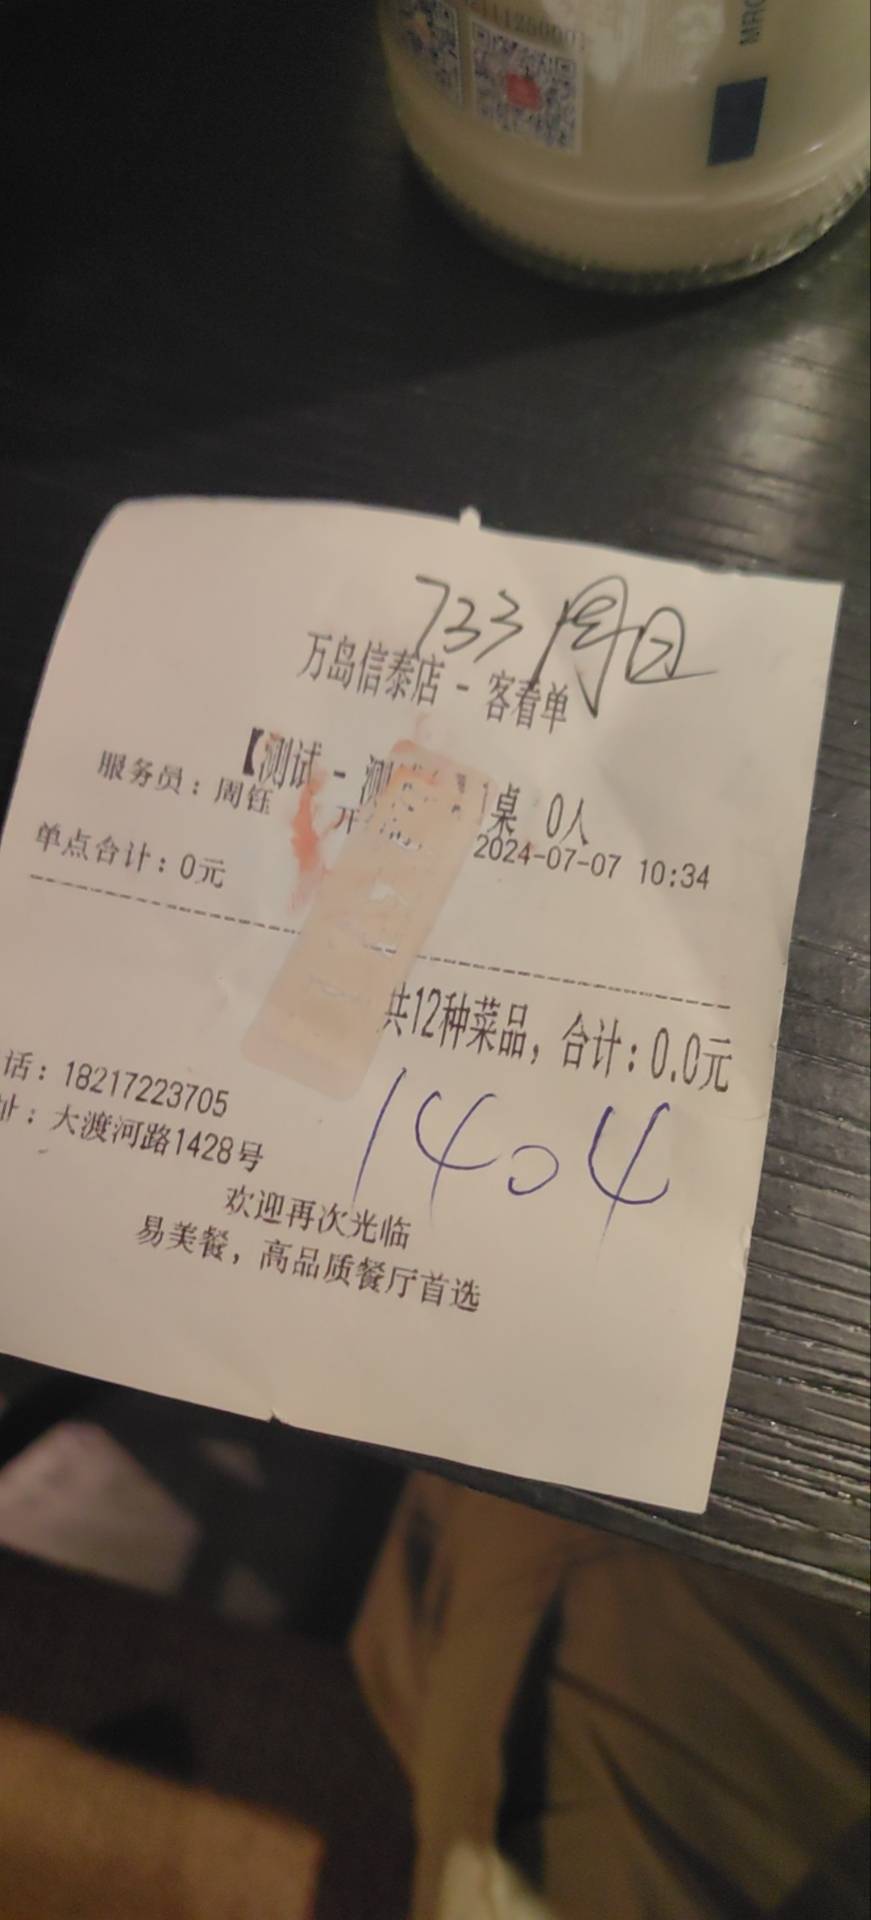 MRO
733 周日
万岛信泰店 - 客看单
【测试 - 测 桌 0人
服务员：周钰 开 2024-07-07 10:34
单点合计：0元
共12种菜品，合计：0.0元
话：18217223705
址：大渡河路1428号
1404
欢迎再次光临
易美餐，高品质餐厅首选